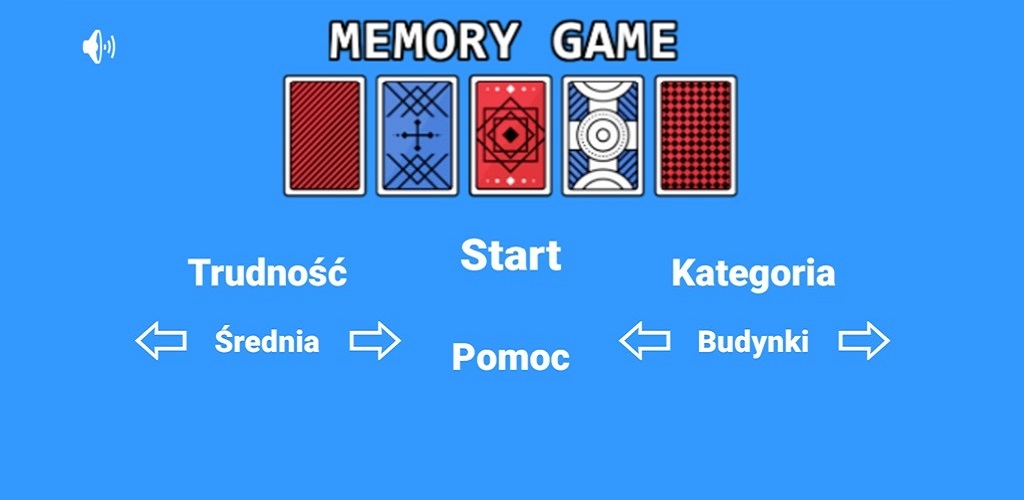 MEMORY GAME
Start
Trudność
Kategoria
Średnia
Budynki
Pomoc